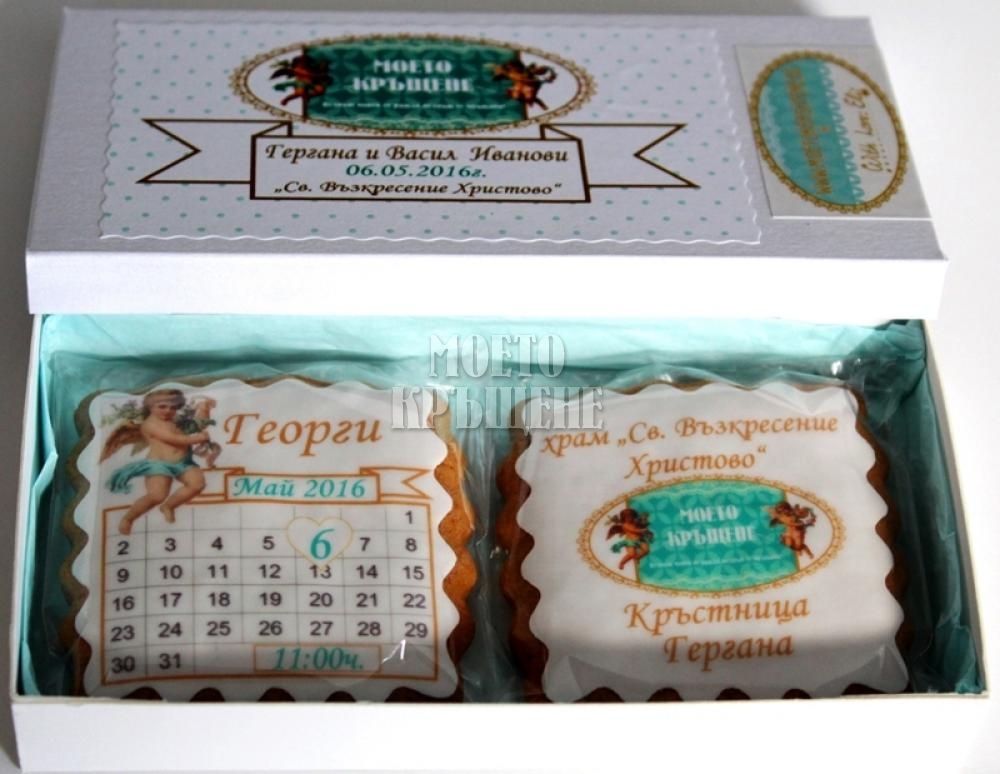 МОЕТО
КРЪЩЕНЕ
Гергана и Васил Иванови
06.05.2016г.
„Св. Възкресение Христово“
With Love: Ely
МОЕТО
КРЪЩЕНЕ
Георги
Май 2016
1
2 3 4 5 6 7 8
9 10 11 12 13 14 15
16 17 18 19 20 21 22
23 24 25 26 27 28 29
30 31 11:00ч.
храм „Св. Възкресение
Христово“
МОЕТО
КРЪЩЕНЕ
Кръстница
Гергана